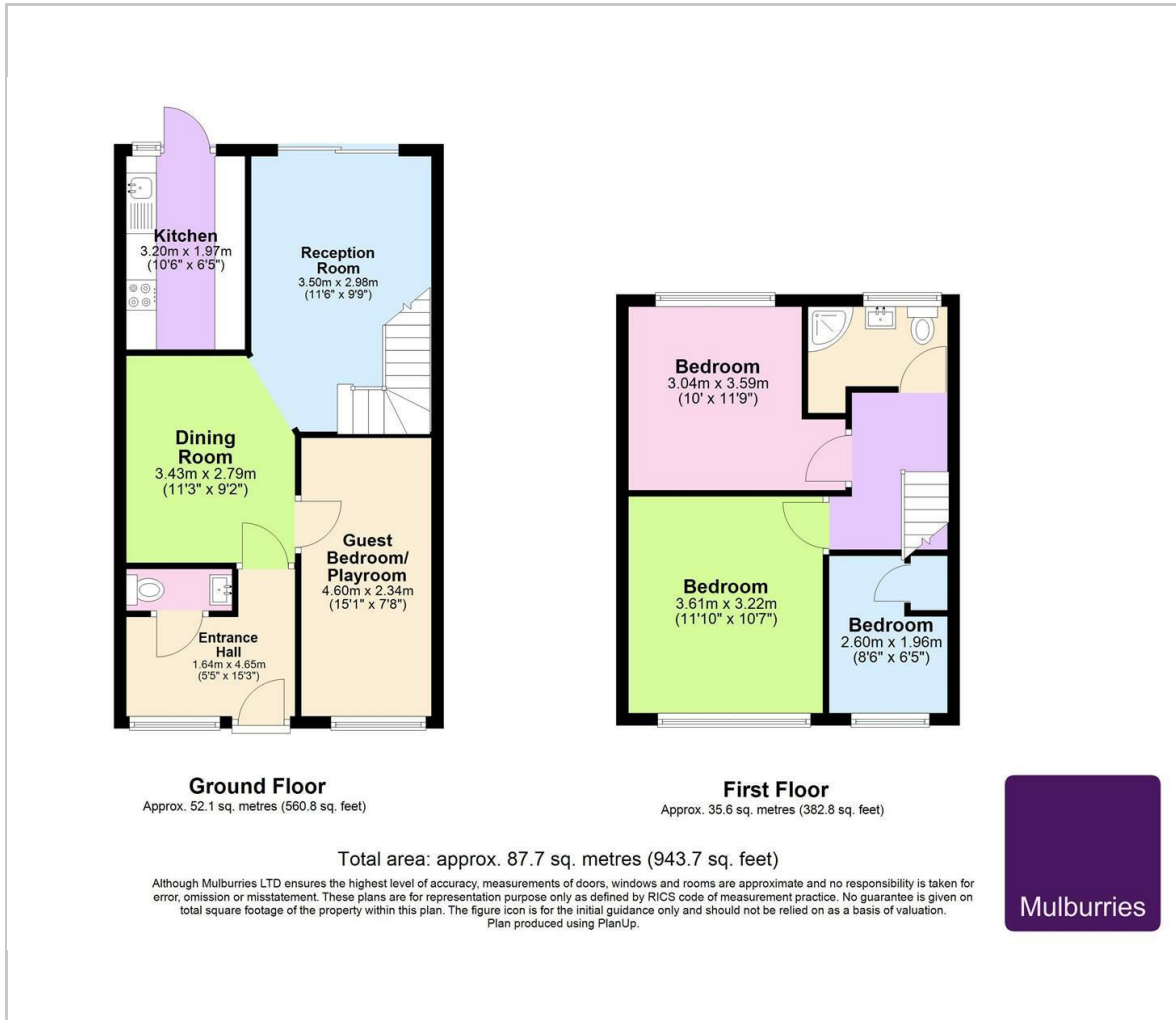 Kitchen
3.20m x 1.97m
(10'6" x 6'5")
Reception
Room
3.50m x 2.98m
(11'6" x 9'9")
Dining
Room
3.43m x 2.79m
(11'3" x 9'2")
Guest
Bedroom/
Playroom
4.60m x 2.34m
(15'1" x 7'8")
Entrance
Hall
1.64m x 4.65m
(5'5" x 15'3")
Ground Floor
Approx. 52.1 sq. metres (560.8 sq. feet)
Bedroom
3.04m x 3.59m
(10' x 11'9")
Bedroom
3.61m x 3.22m
(11'10" x 10'7")
Bedroom
2.60m x 1.96m
(8'6" x 6'5")
First Floor
Approx. 35.6 sq. metres (382.8 sq. feet)
Total area: approx. 87.7 sq. metres (943.7 sq. feet)
Although Mulburries LTD ensures the highest level of accuracy, measurements of doors, windows and rooms are approximate and no responsibility is taken for
error, omission or misstatement. These plans are for representation purpose only as defined by RICS code of measurement practice. No guarantee is given on
total square footage of the property within this plan. The figure icon is for the initial guidance only and should not be relied on as a basis of valuation.
Plan produced using PlanUp.
Mulburries